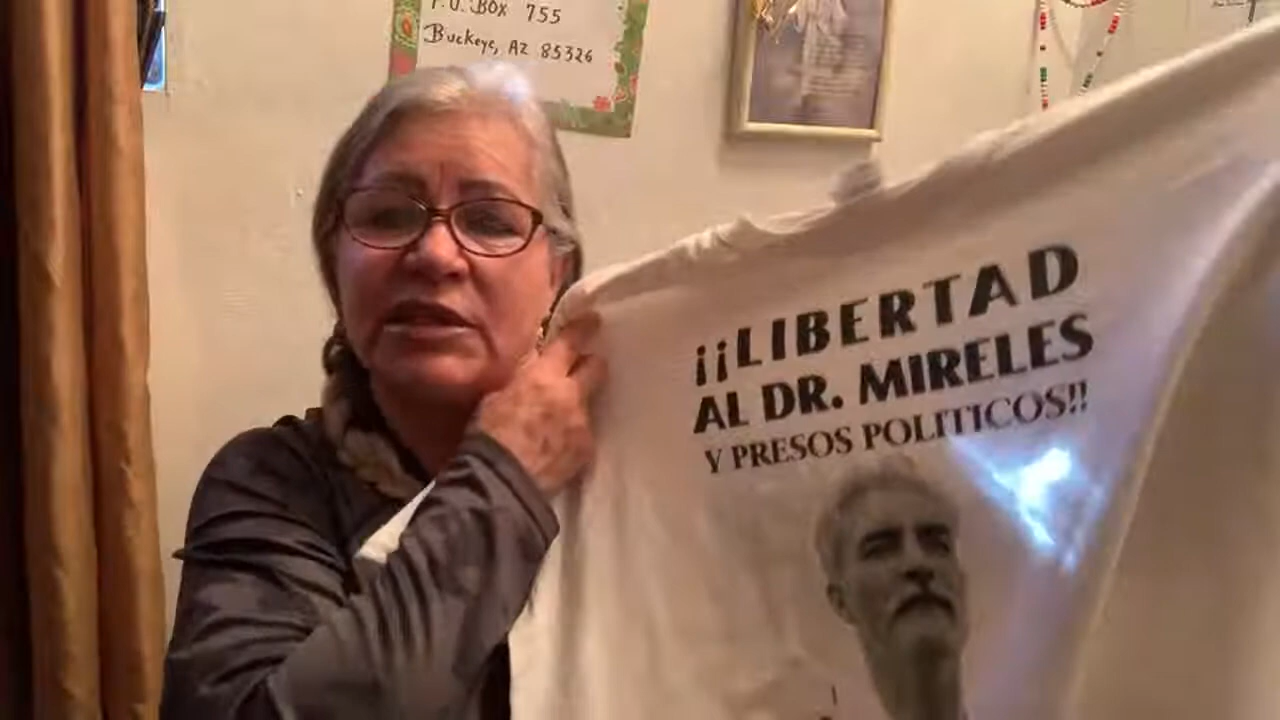 P.O. BOX 755
Buckeye, AZ 85326
¡¡LIBERTAD
AL DR. MIRELES
Y PRESOS POLITICOS!!